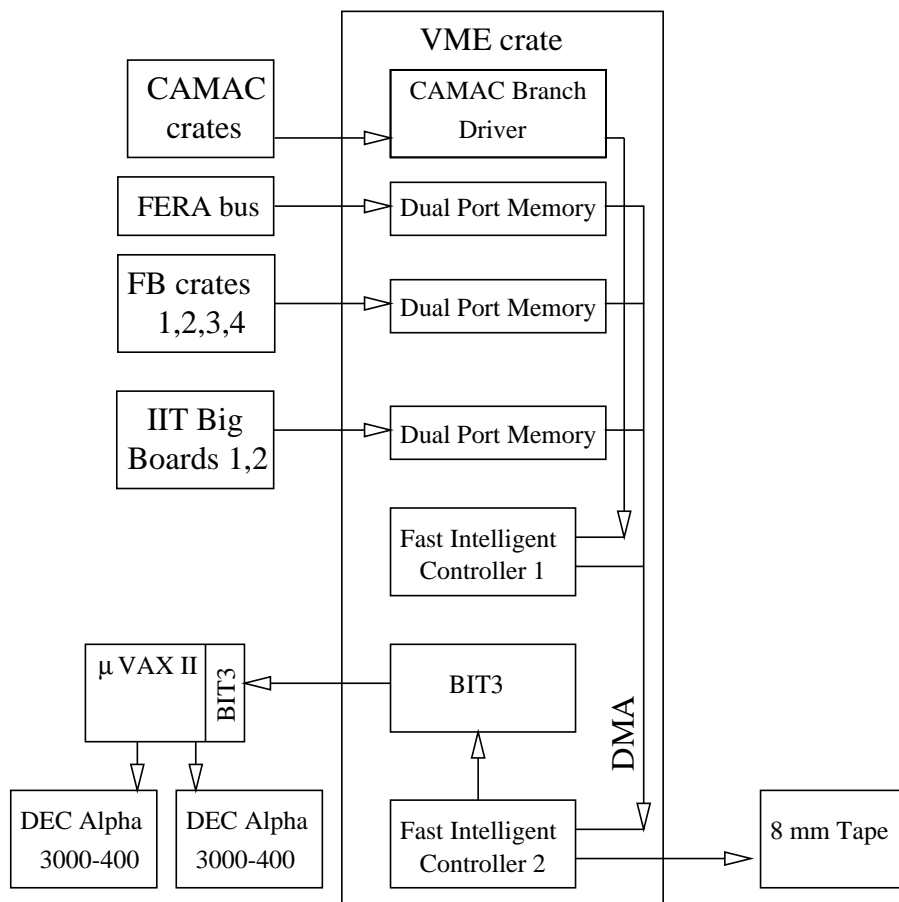 VME crate
CAMAC
crates
CAMAC Branch
Driver
FERA bus
Dual Port Memory
FB crates
1,2,3,4
Dual Port Memory
IIT Big
Boards 1,2
Dual Port Memory
Fast Intelligent
Controller 1
μ VAX II
BIT3
BIT3
DMA
DEC Alpha
3000-400
DEC Alpha
3000-400
Fast Intelligent
Controller 2
8 mm Tape